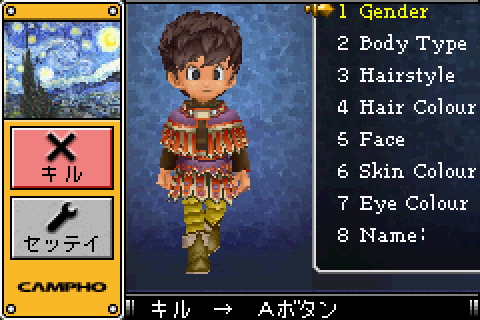 1 Gender
2 Body Type
3 Hairstyle
4 Hair Colour
5 Face
6 Skin Colour
7 Eye Colour
8 Name:
キル
セッテイ
CAMPHO
キル → Aボタン